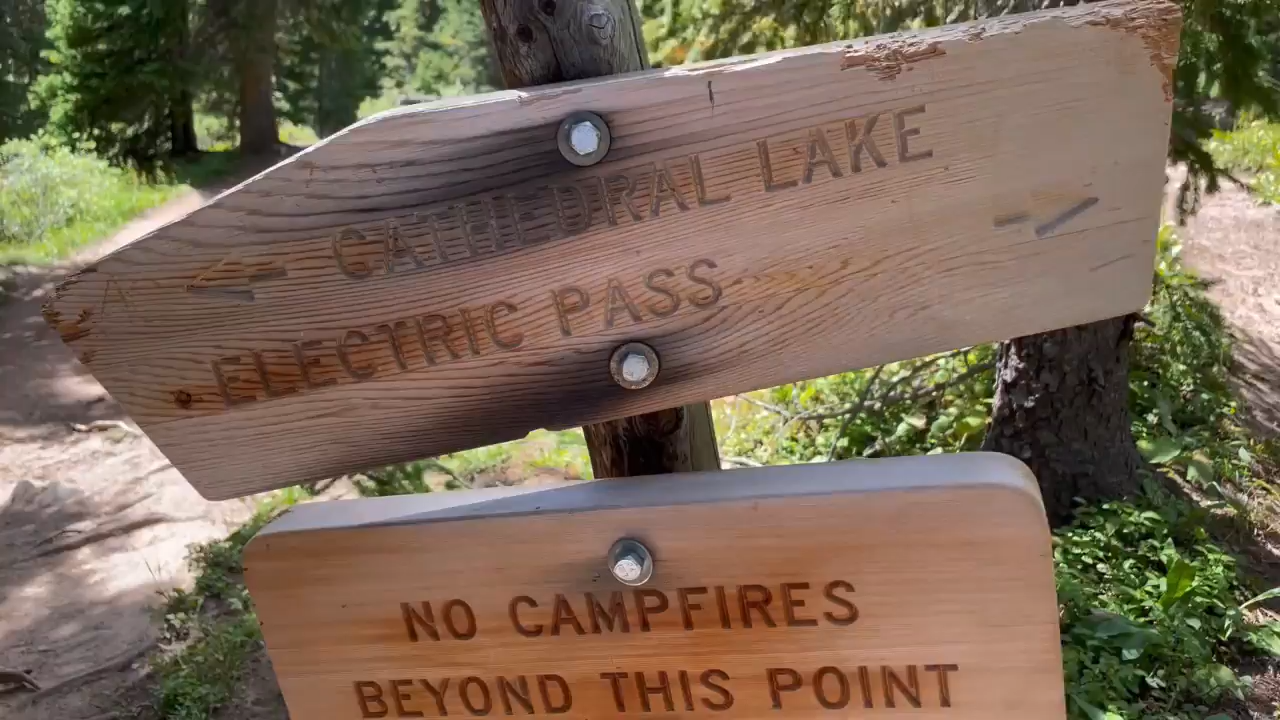 CATHEDRAL LAKE
ELECTRIC PASS
NO CAMPFIRES
BEYOND THIS POINT